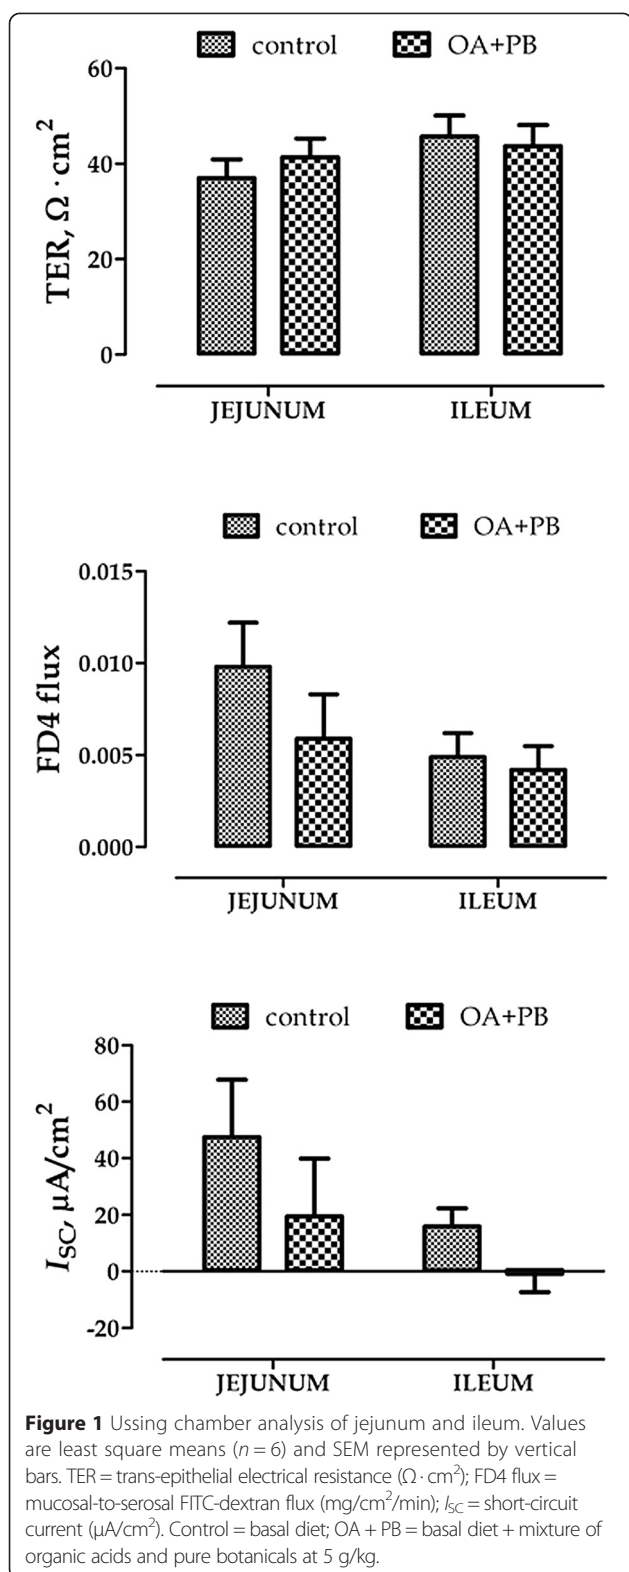 control OA+PB
60
40
20
0
TER, Ω · cm²
JEJUNUM ILEUM
control OA+PB
0.015
0.010
0.005
0.000
FD4 flux
JEJUNUM ILEUM
control OA+PB
80
60
40
20
0
-20
I_SC, µA/cm²
JEJUNUM ILEUM
Figure 1 Ussing chamber analysis of jejunum and ileum. Values
are least square means (n = 6) and SEM represented by vertical
bars. TER = trans-epithelial electrical resistance (Ω · cm²); FD4 flux =
mucosal-to-serosal FITC-dextran flux (mg/cm²/min); I_SC = short-circuit
current (µA/cm²). Control = basal diet; OA + PB = basal diet + mixture of
organic acids and pure botanicals at 5 g/kg.